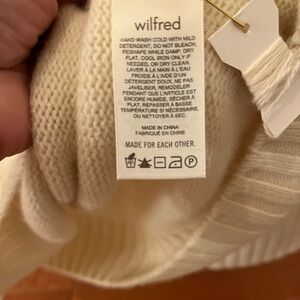 wilfred
HAND WASH COLD WITH MILD
DETERGENT, DO NOT BLEACH,
RESHAPE WHILE DAMP, DRY
FLAT, COOL IRON ONLY IF
NEEDED, OR DRY CLEAN.
LAVER À LA MAIN À L'EAU
FROIDE À L'AIDE D'UN
DÉTERGENT DOUX, NE PAS
JAVELISER, REMODELER
PENDANT QUE L'ARTICLE EST
ENCORE HUMIDE, SÉCHER À
PLAT, REPASSER À BASSE
TEMPÉRATURE SI NÉCESSAIRE,
OU NETTOYER À SEC.
MADE IN CHINA
FABRIQUÉ EN CHINE
MADE FOR EACH OTHER.